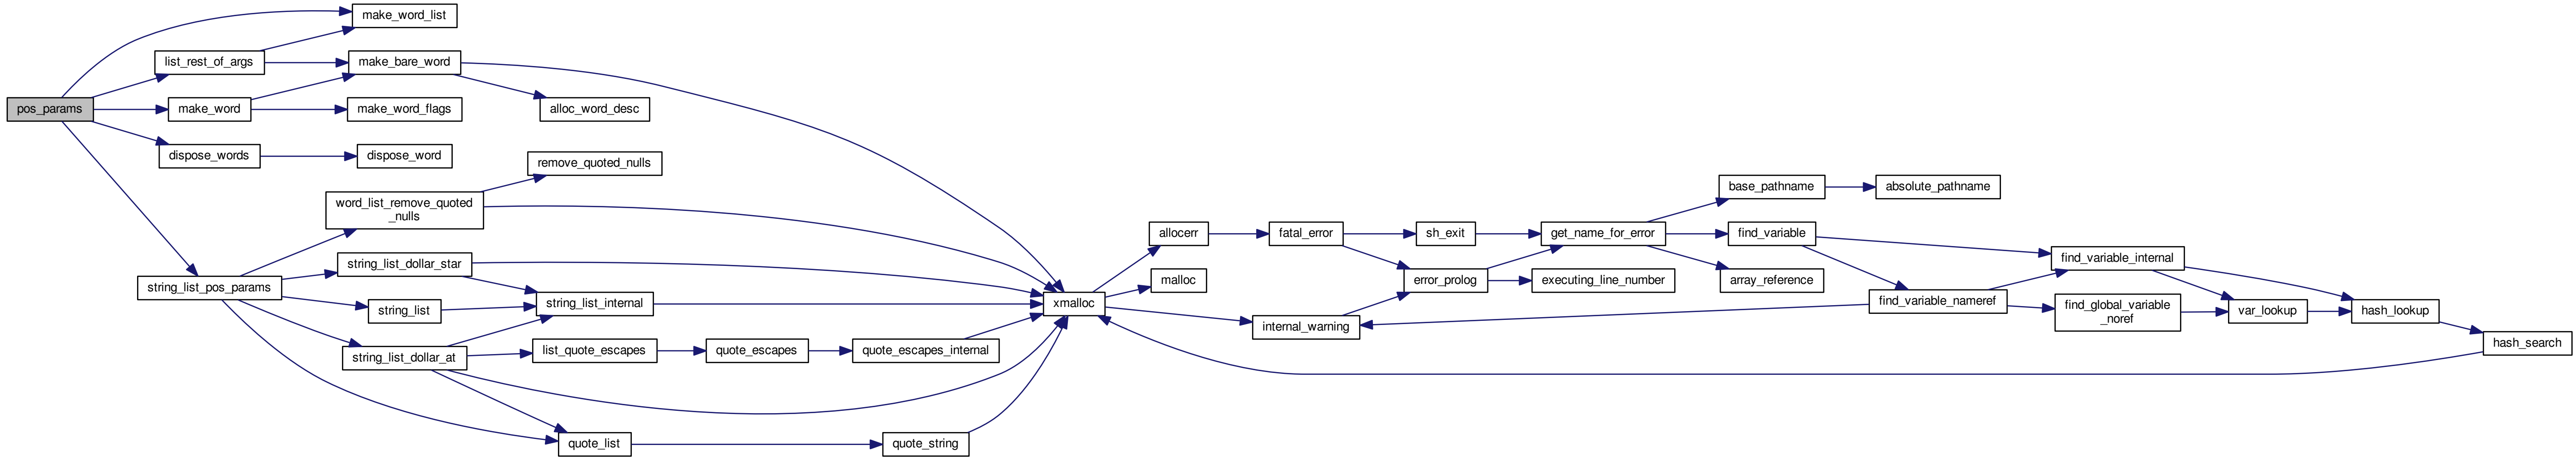 pos_params
make_word_list
list_rest_of_args
make_bare_word
make_word
make_word_flags
alloc_word_desc
dispose_words
dispose_word
remove_quoted_nulls
word_list_remove_quoted
_nulls
string_list_pos_params
string_list_dollar_star
string_list
string_list_internal
string_list_dollar_at
list_quote_escapes
quote_escapes
quote_escapes_internal
quote_list
quote_string
xmalloc
allocerr
malloc
internal_warning
fatal_error
sh_exit
error_prolog
get_name_for_error
executing_line_number
base_pathname
absolute_pathname
find_variable
array_reference
find_variable_nameref
find_variable_internal
find_global_variable
_noref
var_lookup
hash_lookup
hash_search